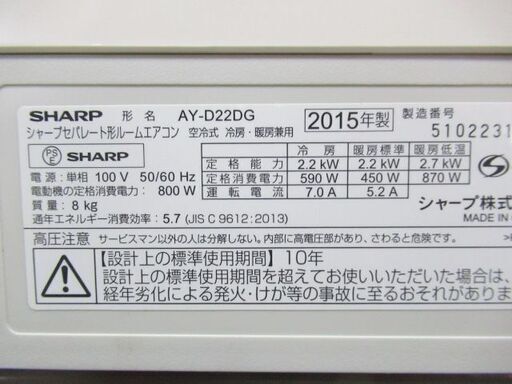 SHARP 形名 AY-D22DG 2015年製 製造番号
シャープセパレート形ルームエアコン 空冷式 冷房・暖房兼用 5102231
PS E SHARP
冷房 暖房標準 暖房低温
定格能力 2.2 kW 2.2 kW 2.7 kW
定格消費電力 590 W 450 W 870 W
運転電流 7.0 A 5.2 A
電源:単相 100 V 50/60 Hz
電動機の定格消費電力: 800 W
質量: 8 kg
通年エネルギー消費効率: 5.7 (JIS C 9612:2013)
シャープ株式
MADE IN
高圧注意 サービスマン以外の人は分解しない。内部に高電圧部があり、さわると危険です。
【設計上の標準使用期間】10年
設計上の標準使用期間を超えてお使いいただいた場合は、
経年劣化による発火・けが等の事故に至るおそれがありま